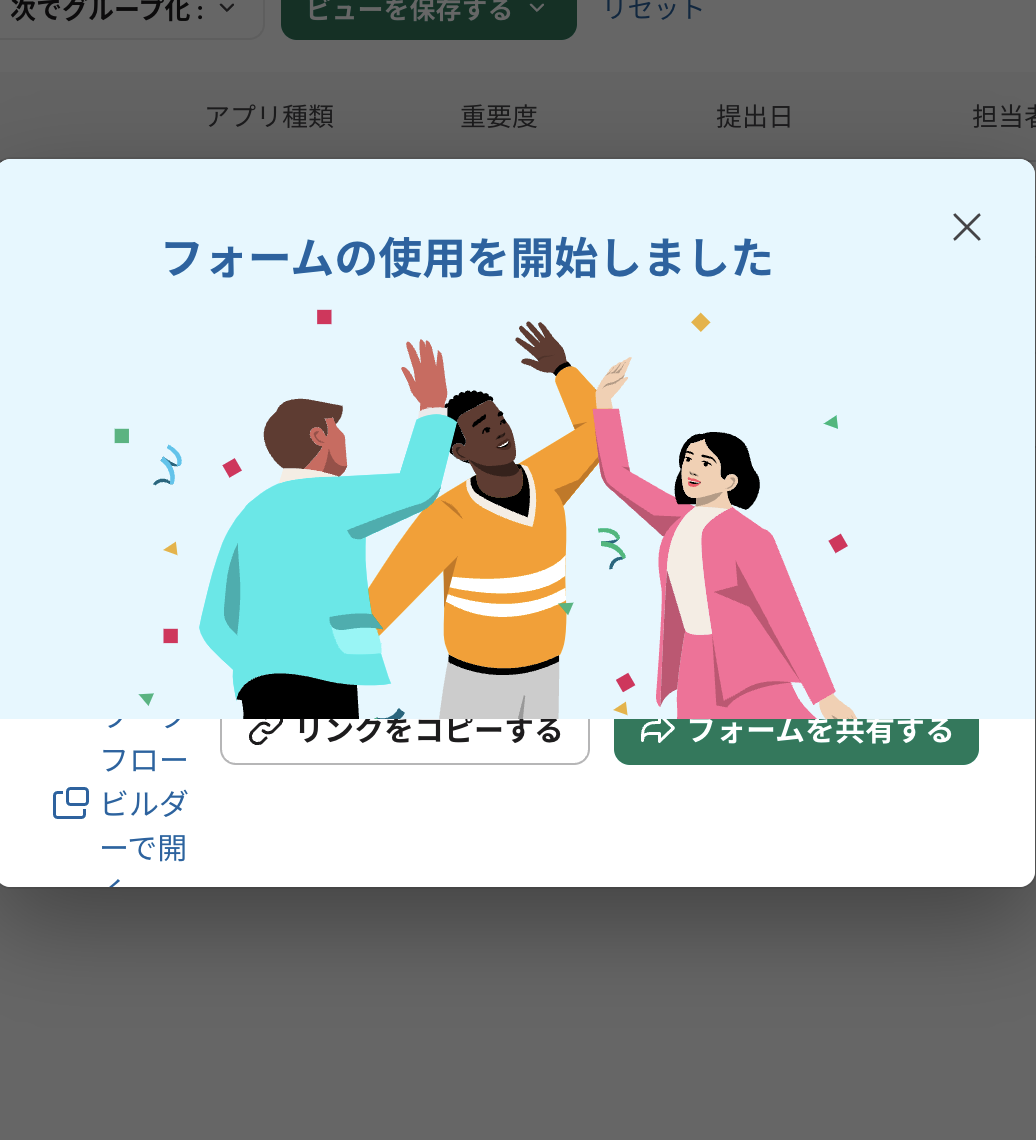 次でグループ化 :
ビューを保存する
リセット
アプリ種類
重要度
提出日
担当者
フォームの使用を開始しました
リンクをコピーする
フォームを共有する
フロー
ビルダ
ーで開
く